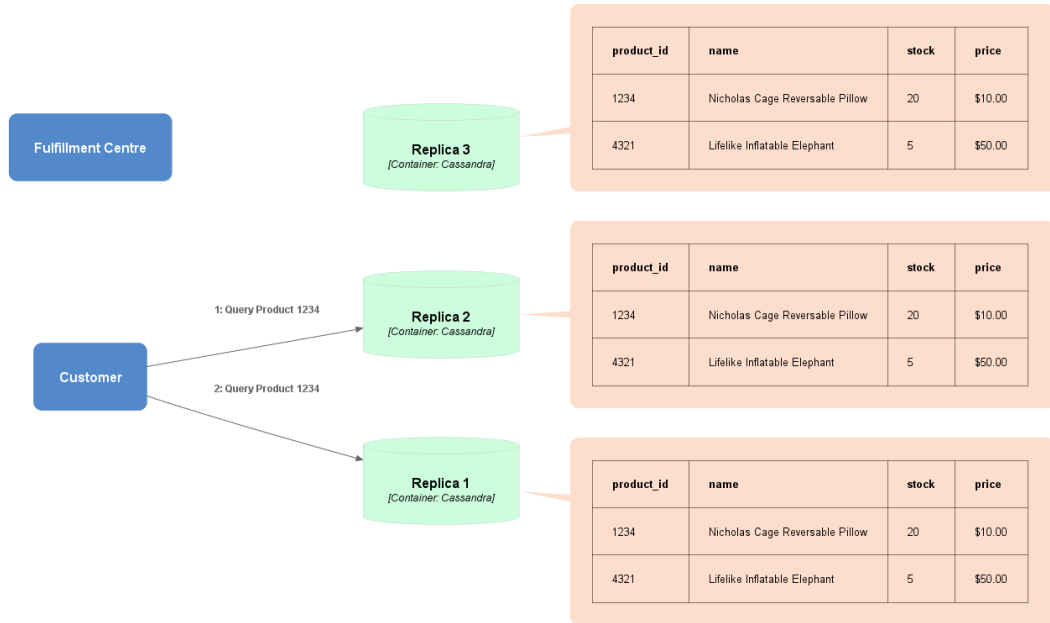 product_id name stock price
1234 Nicholas Cage Reversable Pillow 20 $10.00
4321 Lifelike Inflatable Elephant 5 $50.00
Fulfillment Centre
Replica 3
[Container: Cassandra]
product_id name stock price
1234 Nicholas Cage Reversable Pillow 20 $10.00
4321 Lifelike Inflatable Elephant 5 $50.00
1: Query Product 1234
Replica 2
[Container: Cassandra]
Customer
2: Query Product 1234
Replica 1
[Container: Cassandra]
product_id name stock price
1234 Nicholas Cage Reversable Pillow 20 $10.00
4321 Lifelike Inflatable Elephant 5 $50.00